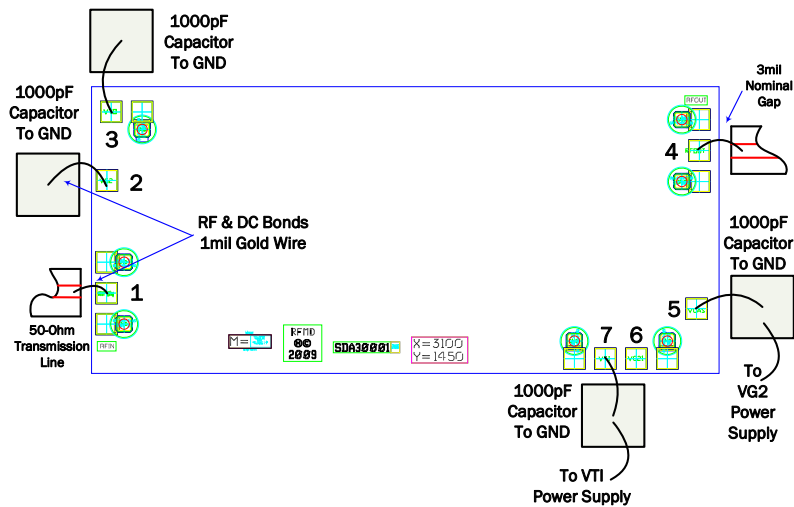 1000pF
Capacitor
To GND
3mil
Nominal
Gap
RFOUT
1000pF
Capacitor
To GND
3
4
2
RF & DC Bonds
1mil Gold Wire
1000pF
Capacitor
To GND
1
5
50-Ohm
Transmission
Line
RFIN
M=
RFMD
®©
2009
SDA30001
X=3100
Y=1450
7
6
To
VG2
Power
Supply
1000pF
Capacitor
To GND
To VTI
Power Supply